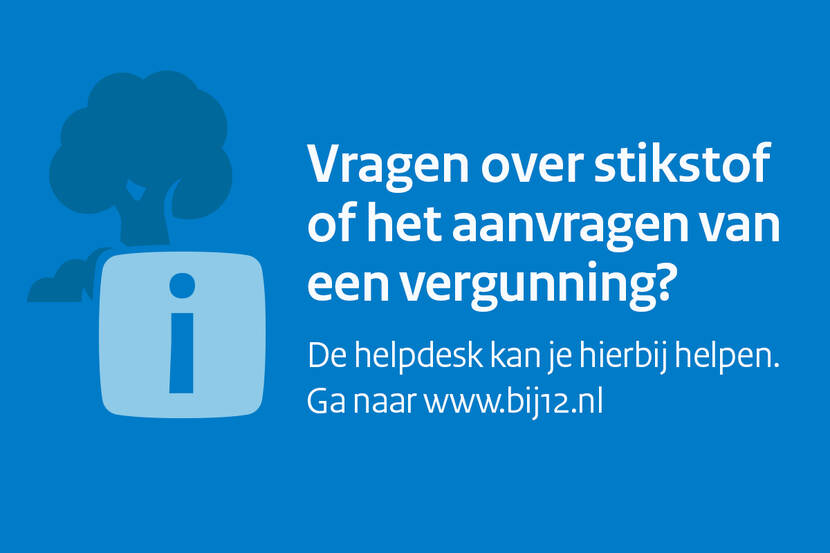 Vragen over stikstof
of het aanvragen van
een vergunning?
De helpdesk kan je hierbij helpen.
Ga naar www.bij12.nl
i